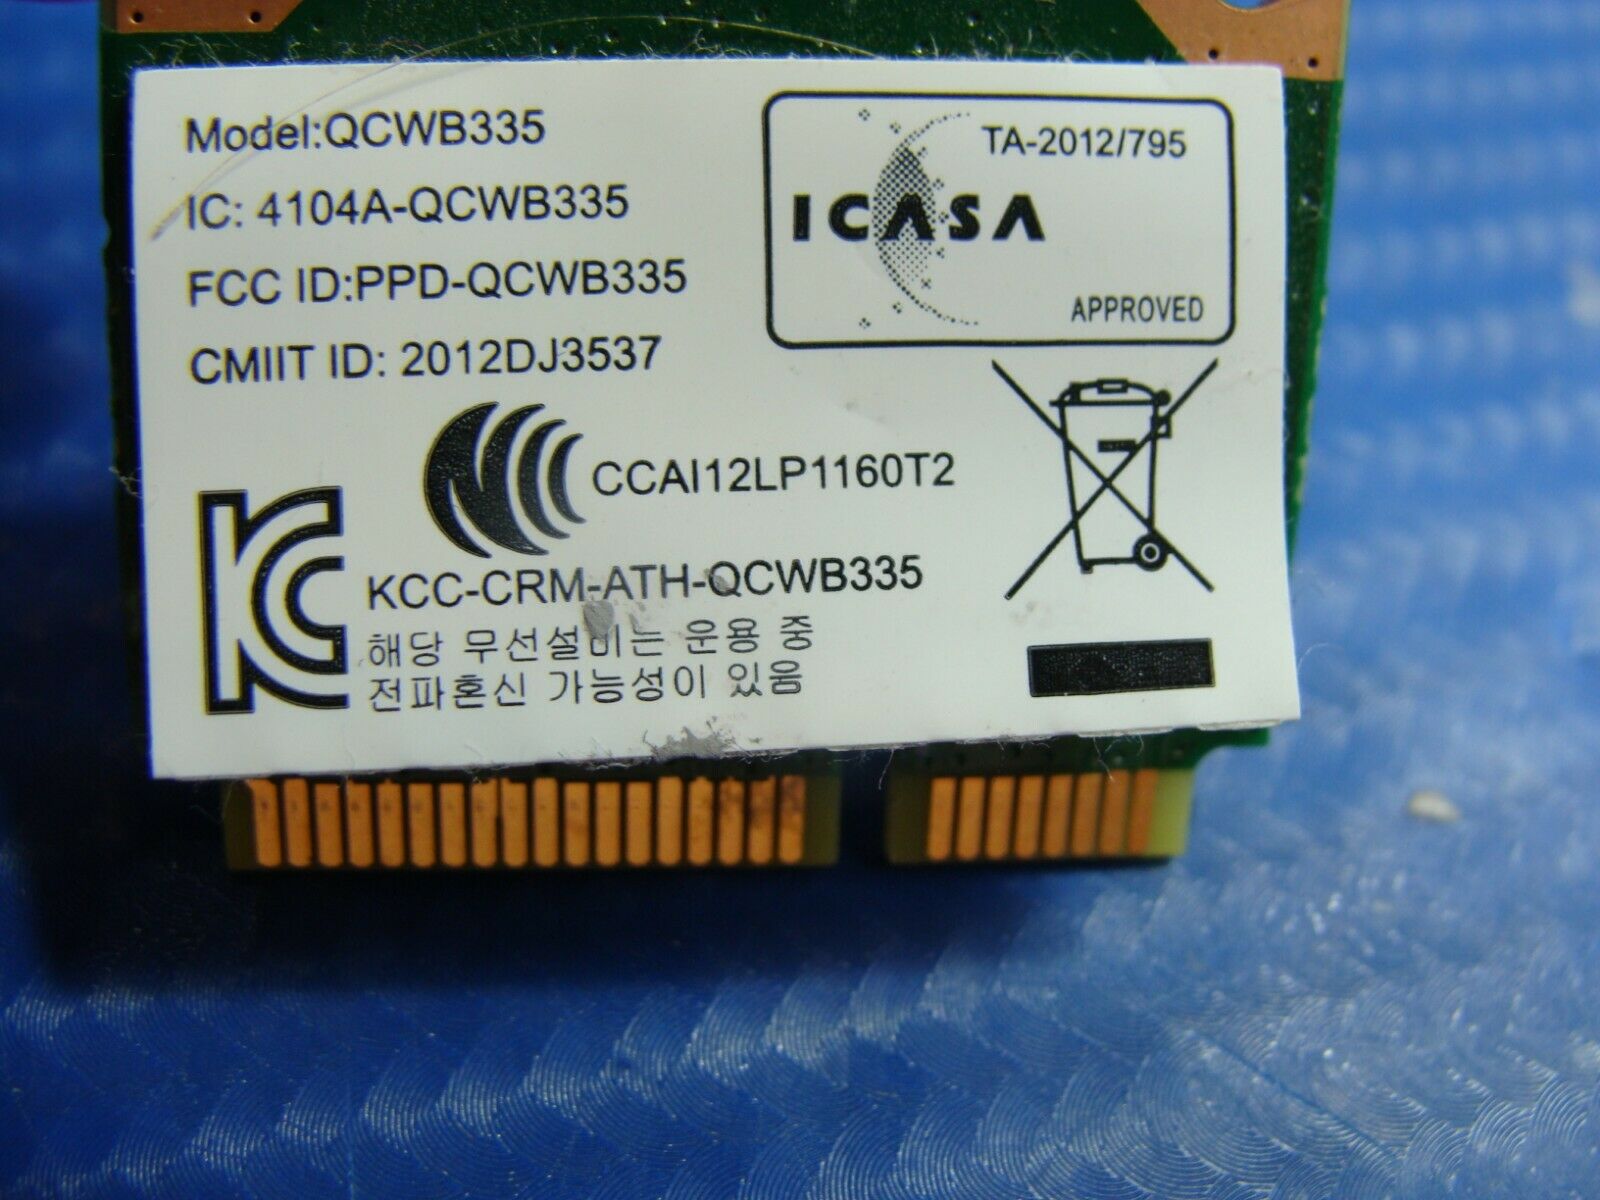 Model:QCWB335
IC: 4104A-QCWB335
FCC ID:PPD-QCWB335
CMIIT ID: 2012DJ3537
TA-2012/795
ICASA
APPROVED
CCAI12LP1160T2
KCC-CRM-ATH-QCWB335
해당 무선설비는 운용 중
전파혼신 가능성이 있음